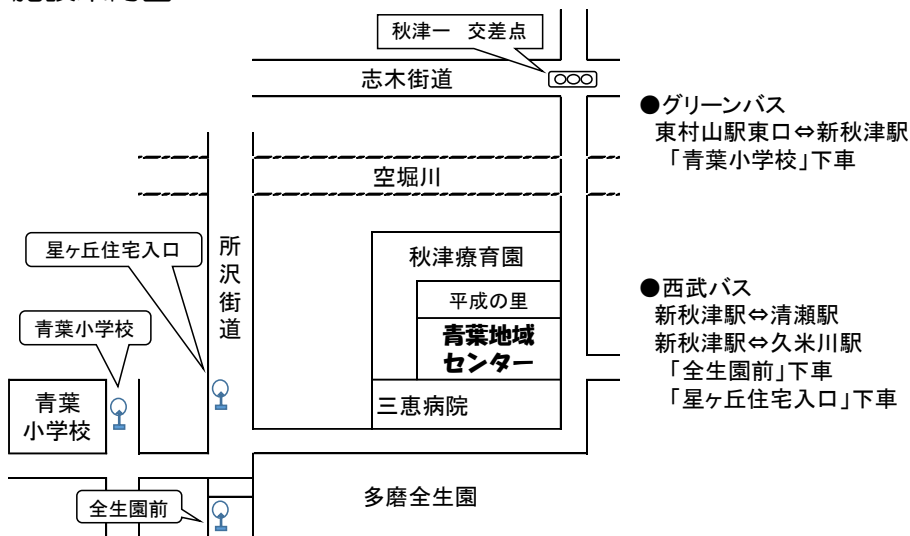 秋津一　交差点
志木街道
●グリーンバス
東村山駅東口⇔新秋津駅
「青葉小学校」下車
空堀川
星ヶ丘住宅入口
所沢街道
秋津療育園
平成の里
青葉地域
センター
●西武バス
新秋津駅⇔清瀬駅
新秋津駅⇔久米川駅
「全生園前」下車
「星ヶ丘住宅入口」下車
青葉小学校
青葉
小学校
三恵病院
全生園前
多磨全生園